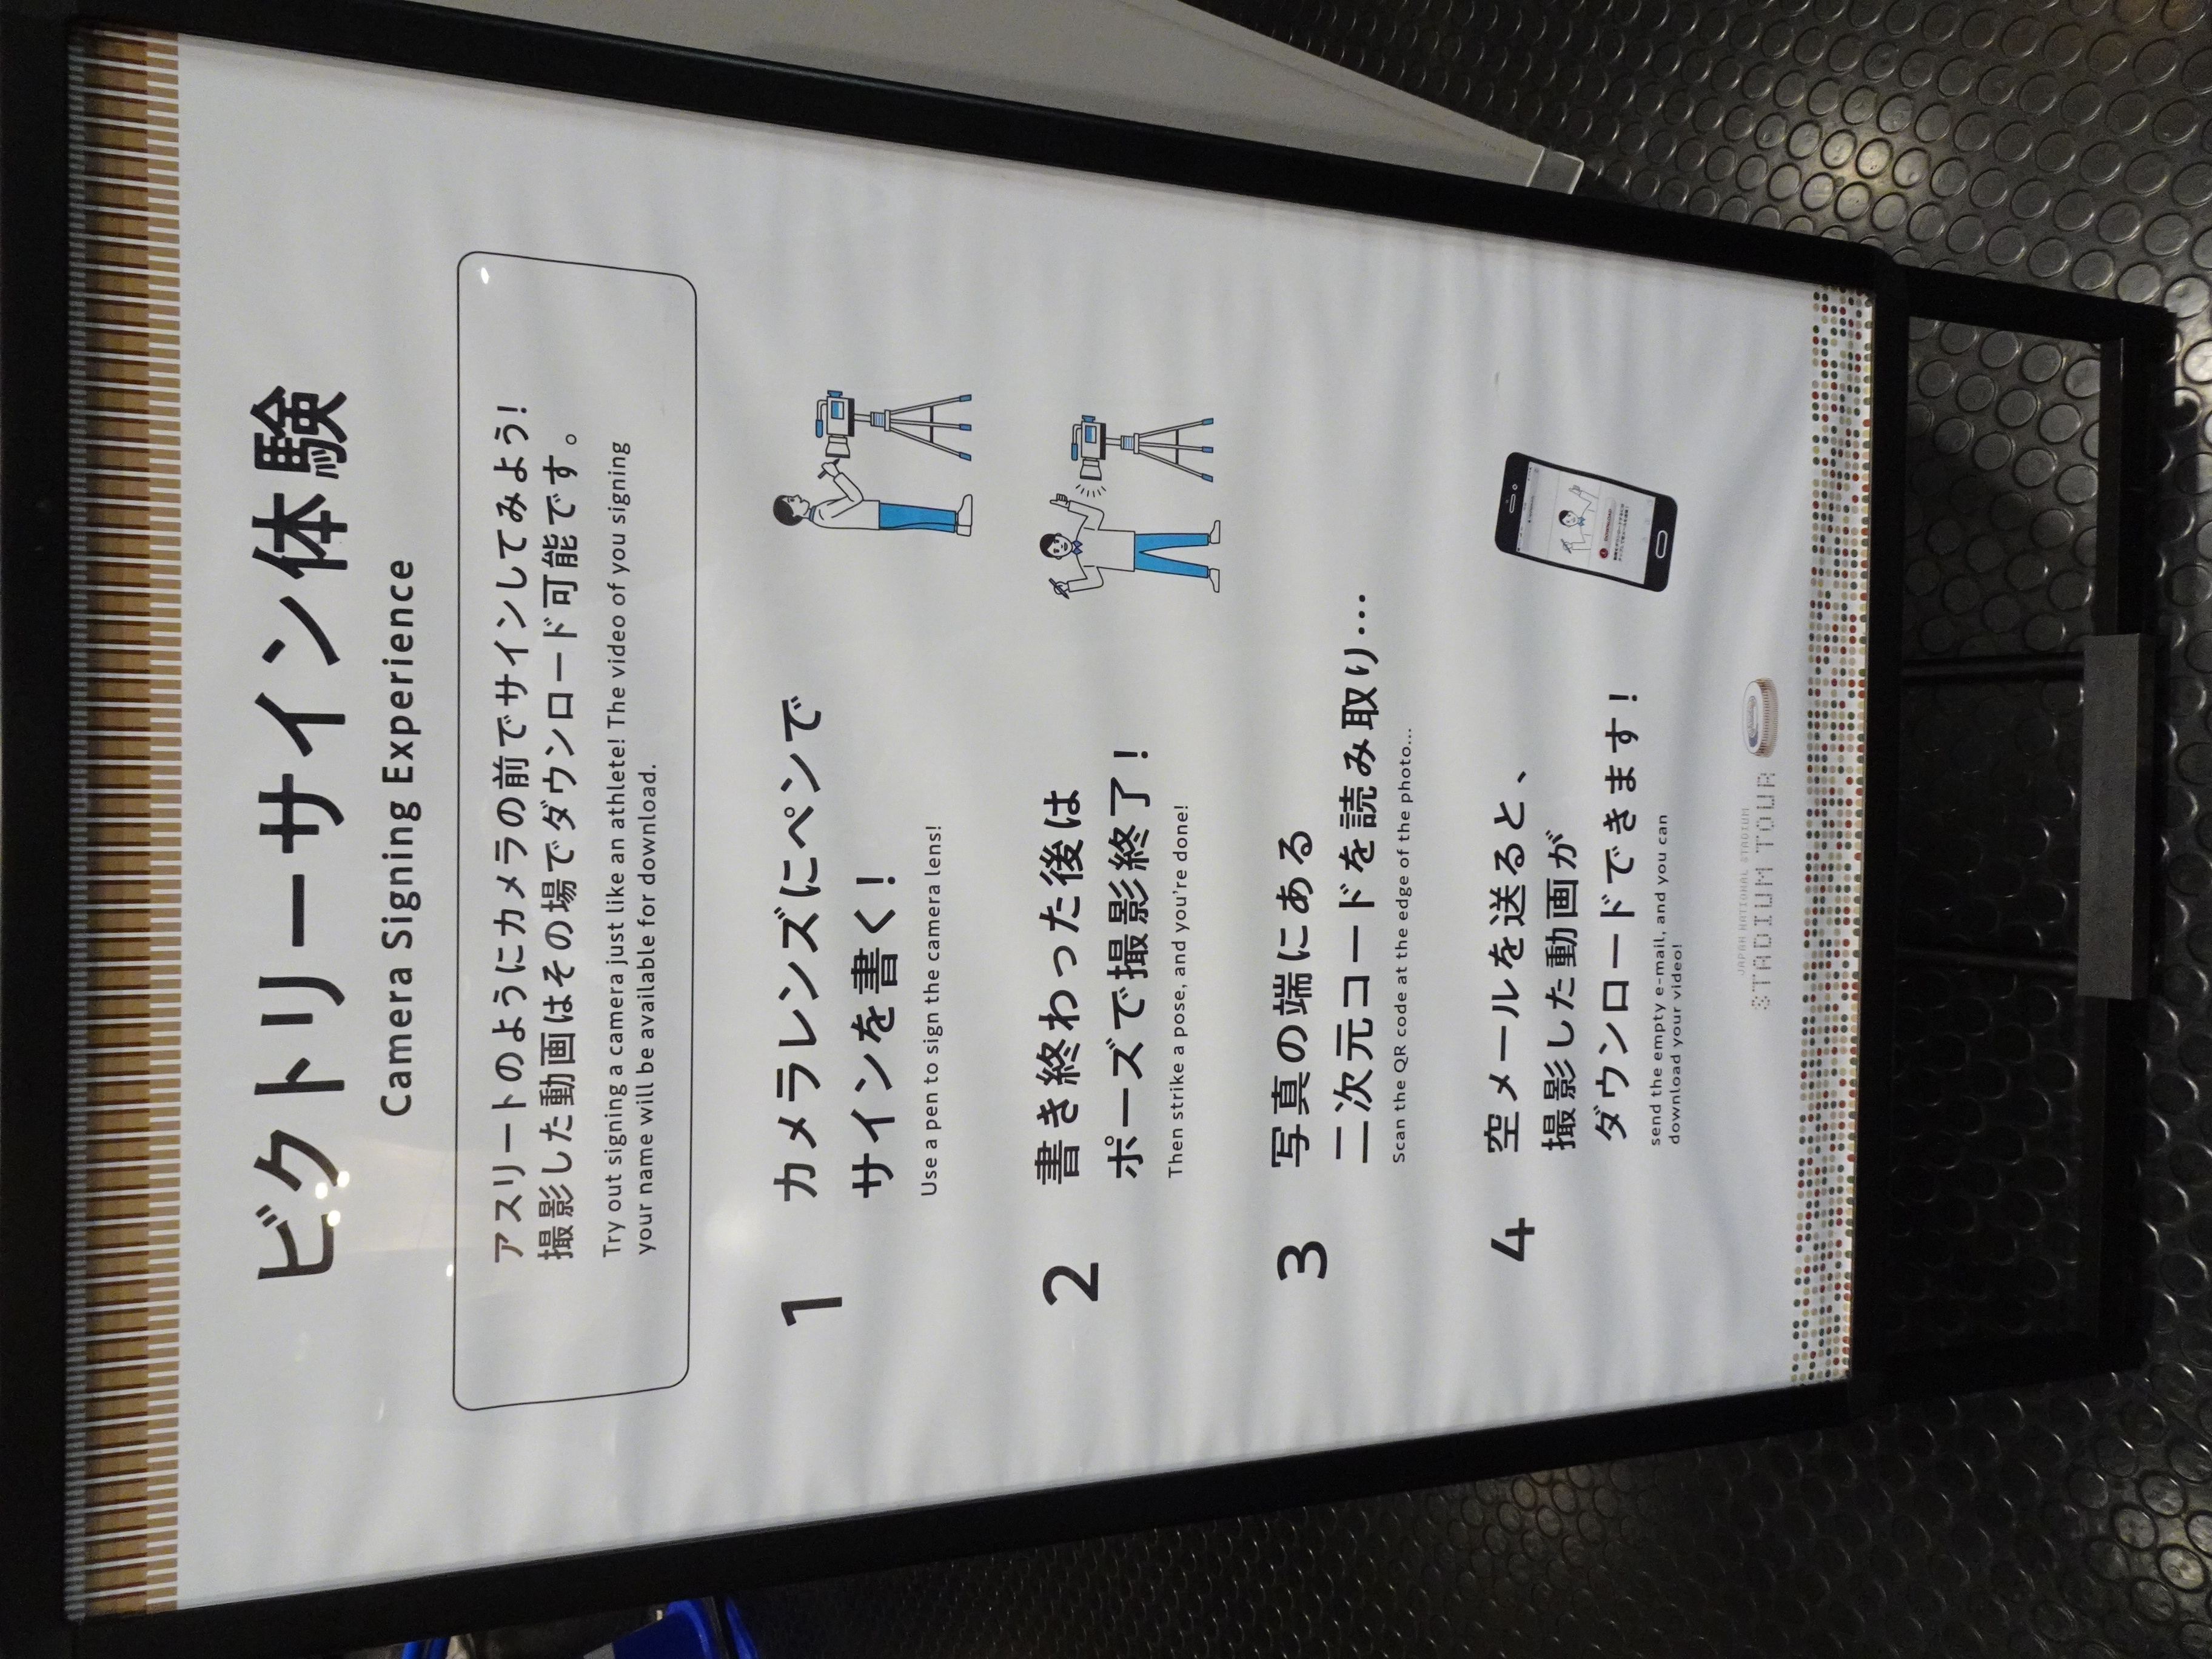 ビクトリーサイン体験
Camera Signing Experience
アスリートのようにカメラの前でサインしてみよう!
撮影した動画はその場でダウンロード可能です。
Try out signing a camera just like an athlete! The video of you signing
your name will be available for download.
1
カメラレンズにペンで
サインを書く!
Use a pen to sign the camera lens!
2
書き終わった後は
ポーズで撮影終了!
Then strike a pose, and you're done!
3
写真の端にある
二次元コードを読み取り…
Scan the QR code at the edge of the photo...
4
空メールを送ると、
撮影した動画が
ダウンロードできます!
send the empty e-mail, and you can
download your video!
DOWNLOAD
JAPAN NATIONAL STADIUM
STADIUM TOUR